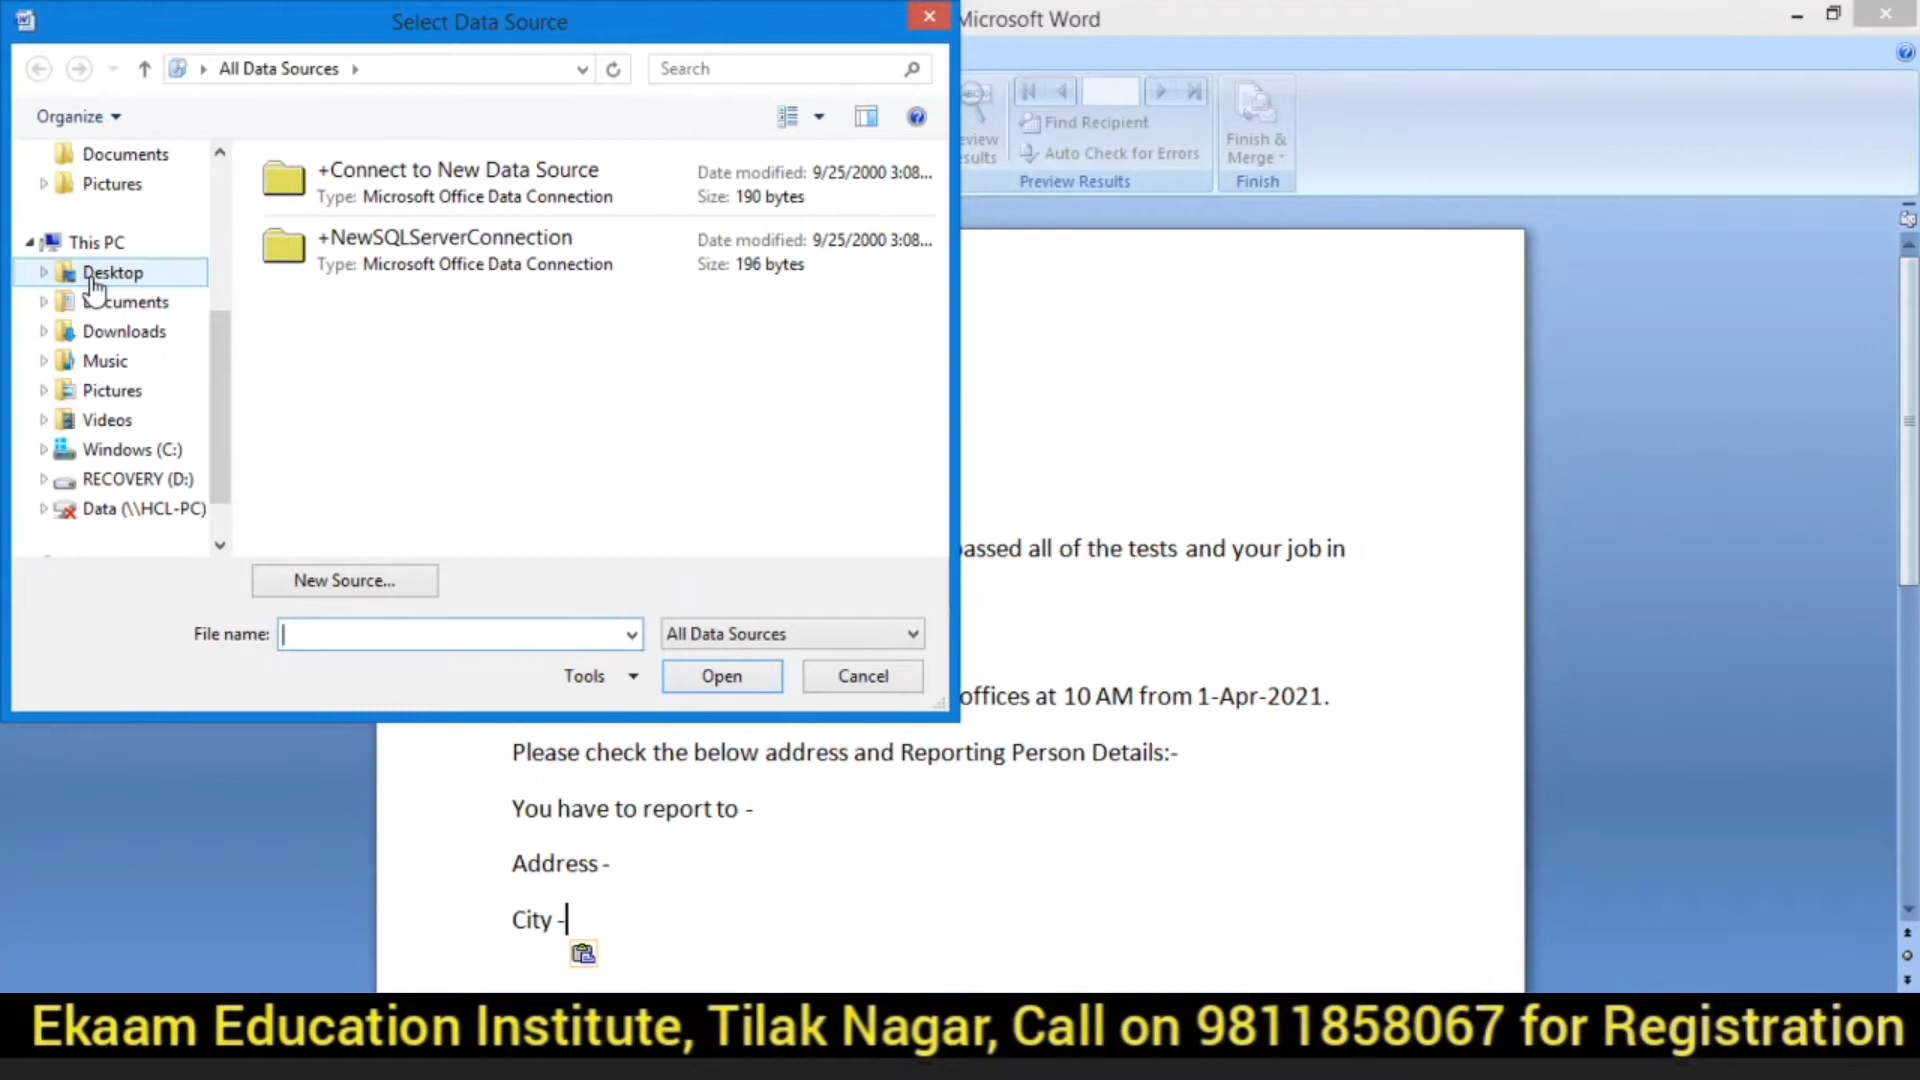 Select Data Source
Microsoft Word
All Data Sources
Search
Organize
Documents
Pictures
This PC
Desktop
Documents
Downloads
Music
Pictures
Videos
Windows (C:)
RECOVERY (D:)
Data (\\HCL-PC)
+Connect to New Data Source
Date modified: 9/25/2000 3:08...
Type: Microsoft Office Data Connection
Size: 190 bytes
+NewSQLServerConnection
Date modified: 9/25/2000 3:08...
Type: Microsoft Office Data Connection
Size: 196 bytes
New Source...
File name:
All Data Sources
Tools
Open
Cancel
Find Recipient
Auto Check for Errors
Preview Results
Finish &
Merge
Finish
passed all of the tests and your job in
offices at 10 AM from 1-Apr-2021.
Please check the below address and Reporting Person Details:-
You have to report to -
Address -
City -
Ekaam Education Institute, Tilak Nagar, Call on 9811858067 for Registration